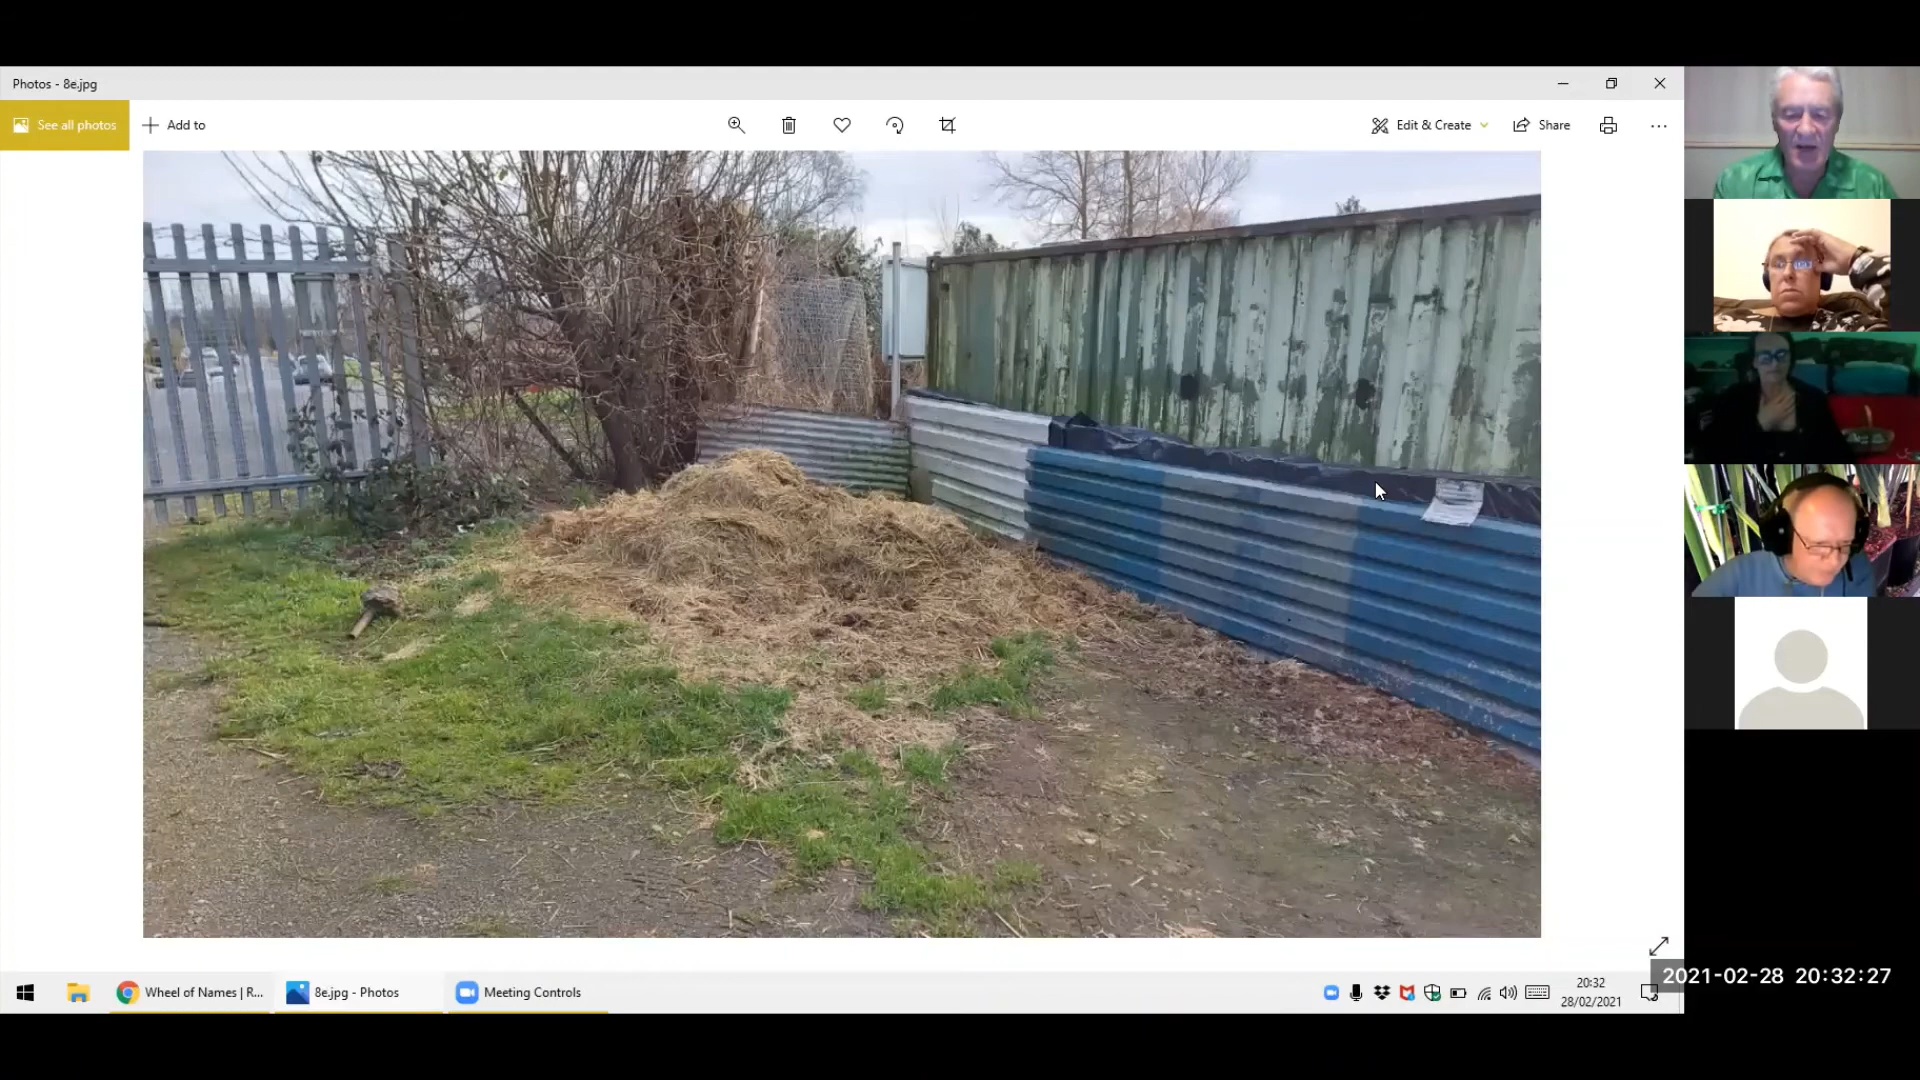 Photos - 8e.jpg
See all photos
Add to
Edit & Create
Share
Wheel of Names | R...
8e.jpg - Photos
Meeting Controls
20:32
28/02/2021
2021-02-28 20:32:27